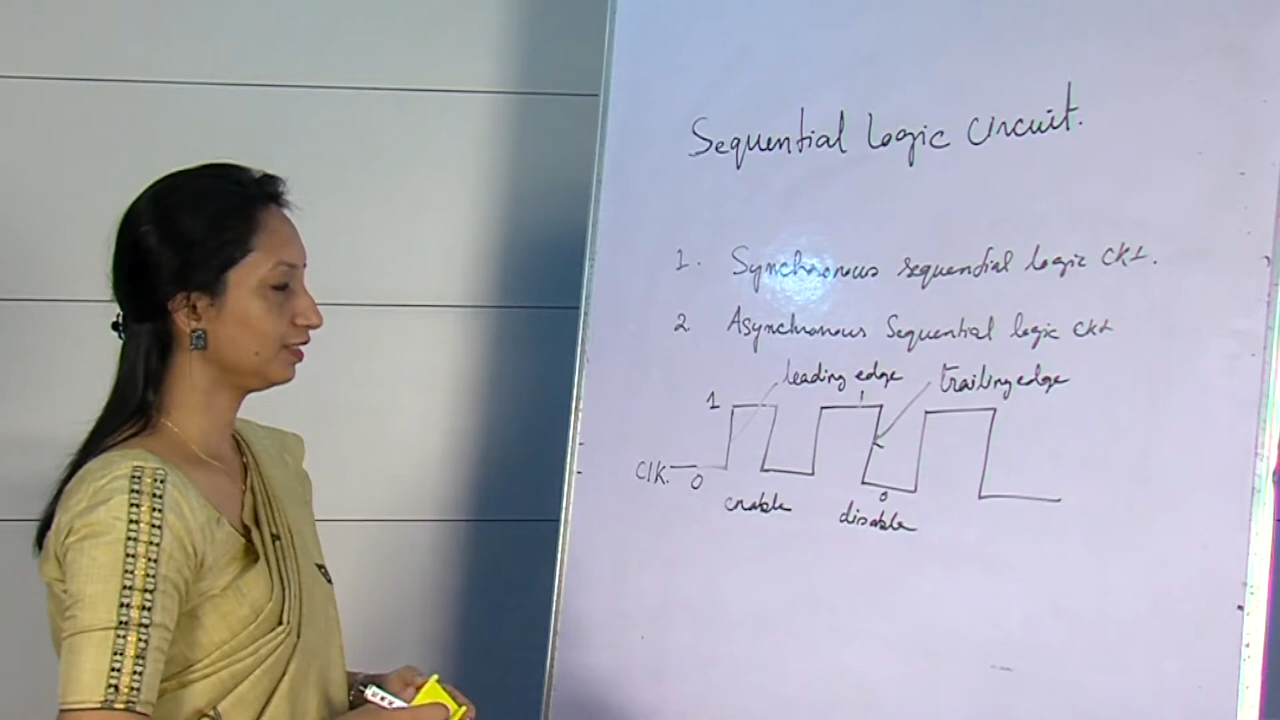 Sequential Logic Circuit.
1. Synchronous sequential logic CKt.
2 Asynchronous Sequential logic CKt
leading edge trailing edge
1 1
Clk. 0
0
enable disable